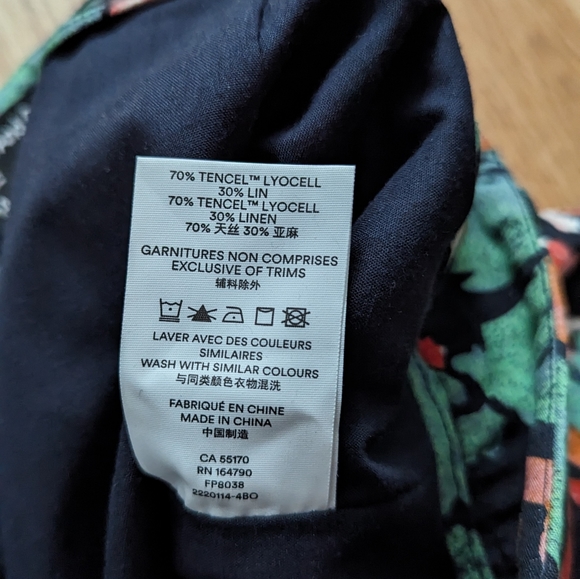 70% TENCEL™ LYOCELL
30% LIN
70% TENCEL™ LYOCELL
30% LINEN
70% 天丝 30% 亚麻
GARNITURES NON COMPRISES
EXCLUSIVE OF TRIMS
辅料除外
LAVER AVEC DES COULEURS
SIMILAIRES
WASH WITH SIMILAR COLOURS
与同类颜色衣物混洗
FABRIQUÉ EN CHINE
MADE IN CHINA
中国制造
CA 55170
RN 164790
FP8038
2220114-4BO